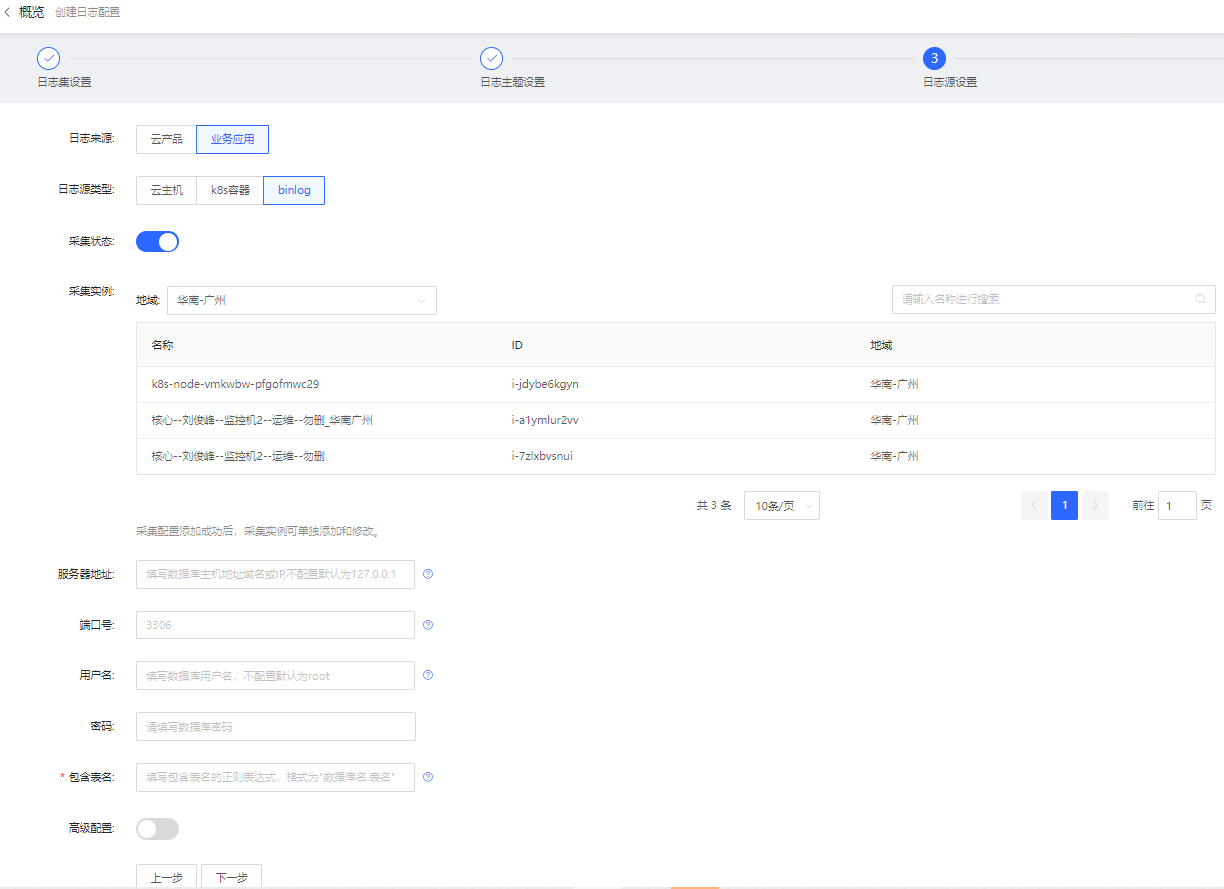 概览 创建日志配置
3
日志集设置 日志主题设置 日志源设置
日志来源: 云产品 业务应用
日志源类型: 云主机 k8s容器 binlog
采集状态:
采集实例: 地域: 华南-广州 请输入名称进行搜索
名称 ID 地域
k8s-node-vmkwbw-pfgofmwc29 i-jdybe6kgyn 华南-广州
核心--刘俊峰--监控机2--运维--勿删_华南广州 i-a1ymlur2vv 华南-广州
核心--刘俊峰--监控机2--运维--勿删 i-7zlxbvsnui 华南-广州
共 3 条 10条/页 1 前往 1 页
采集配置添加成功后，采集实例可单独添加和修改。
服务器地址: 填写数据库主机地址域名或IP,不配置默认为127.0.0.1
端口号: 3306
用户名: 填写数据库用户名，不配置默认为root
密码: 请填写数据库密码
* 包含表名: 填写包含表名的正则表达式，格式为"数据库名.表名"
高级配置:
上一步 下一步